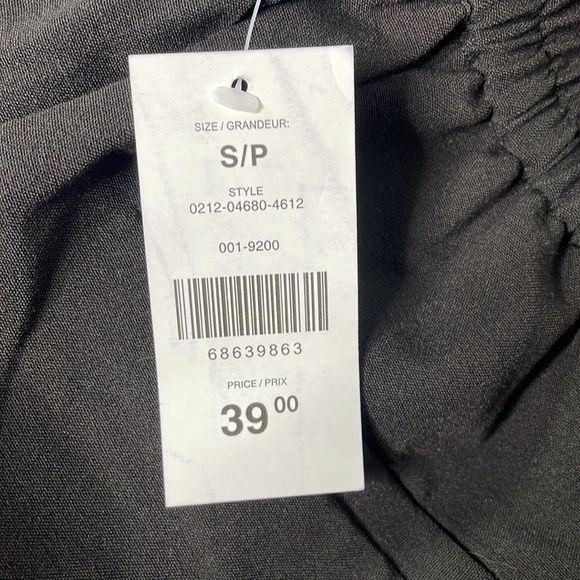 SIZE / GRANDEUR:
S/P
STYLE
0212-04680-4612
001-9200
68639863
PRICE / PRIX
39 00